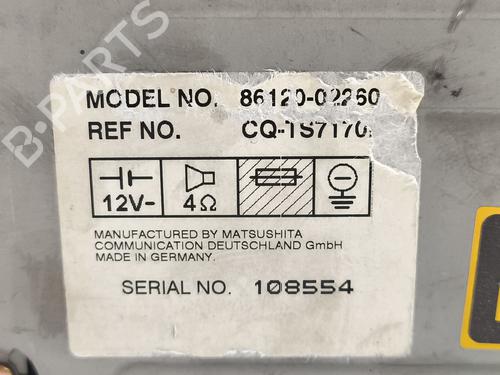 B-PARTS
MODEL NO. 86120-02260
REF NO. CQ-TS7170
12V-
4Ω
MANUFACTURED BY MATSUSHITA
COMMUNICATION DEUTSCHLAND GmbH
MADE IN GERMANY.
SERIAL NO. 108554